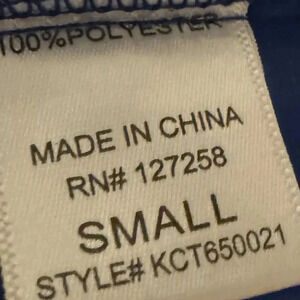 100%POLYESTER
MADE IN CHINA
RN# 127258
SMALL
STYLE# KCT650021